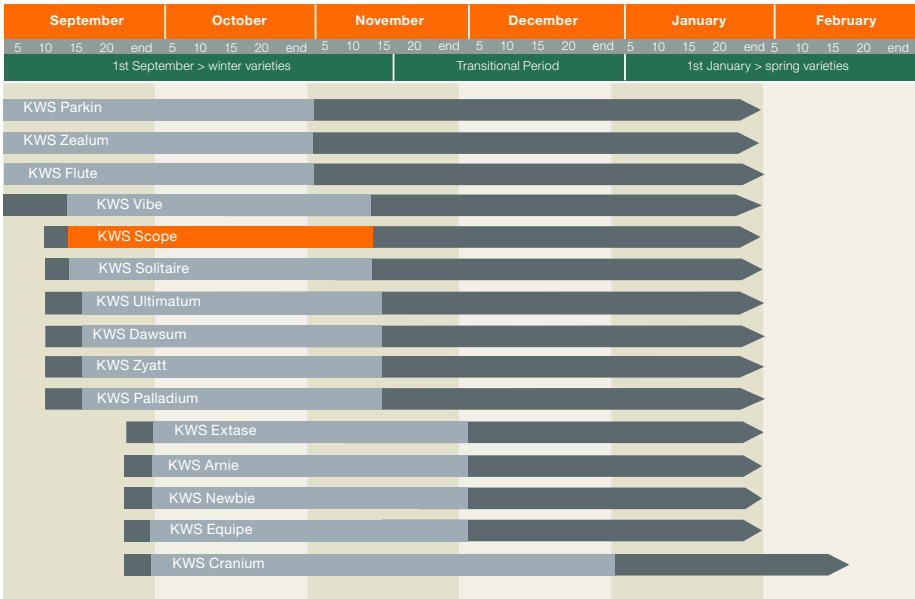 September October November December January February
5 10 15 20 end 5 10 15 20 end 5 10 15 20 end 5 10 15 20 end 5 10 15 20 end 5 10 15 20 end
1st September > winter varieties Transitional Period 1st January > spring varieties
KWS Parkin
KWS Zealum
KWS Flute
KWS Vibe
KWS Scope
KWS Solitaire
KWS Ultimatum
KWS Dawsum
KWS Zyatt
KWS Palladium
KWS Extase
KWS Arnie
KWS Newbie
KWS Equipe
KWS Cranium